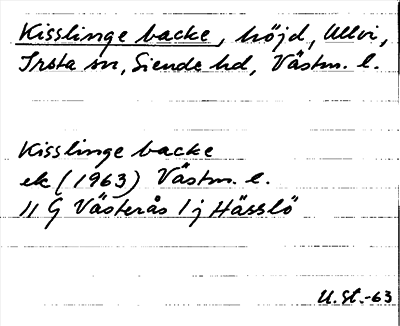 Kisslinge backe, höjd, Ullvi,
Irsta sn, Siende hd, Västm. l.
Kisslinge backe
ek (1963) Västm. l.
11 G Västerås 1 j Hässlö
U.St.-63